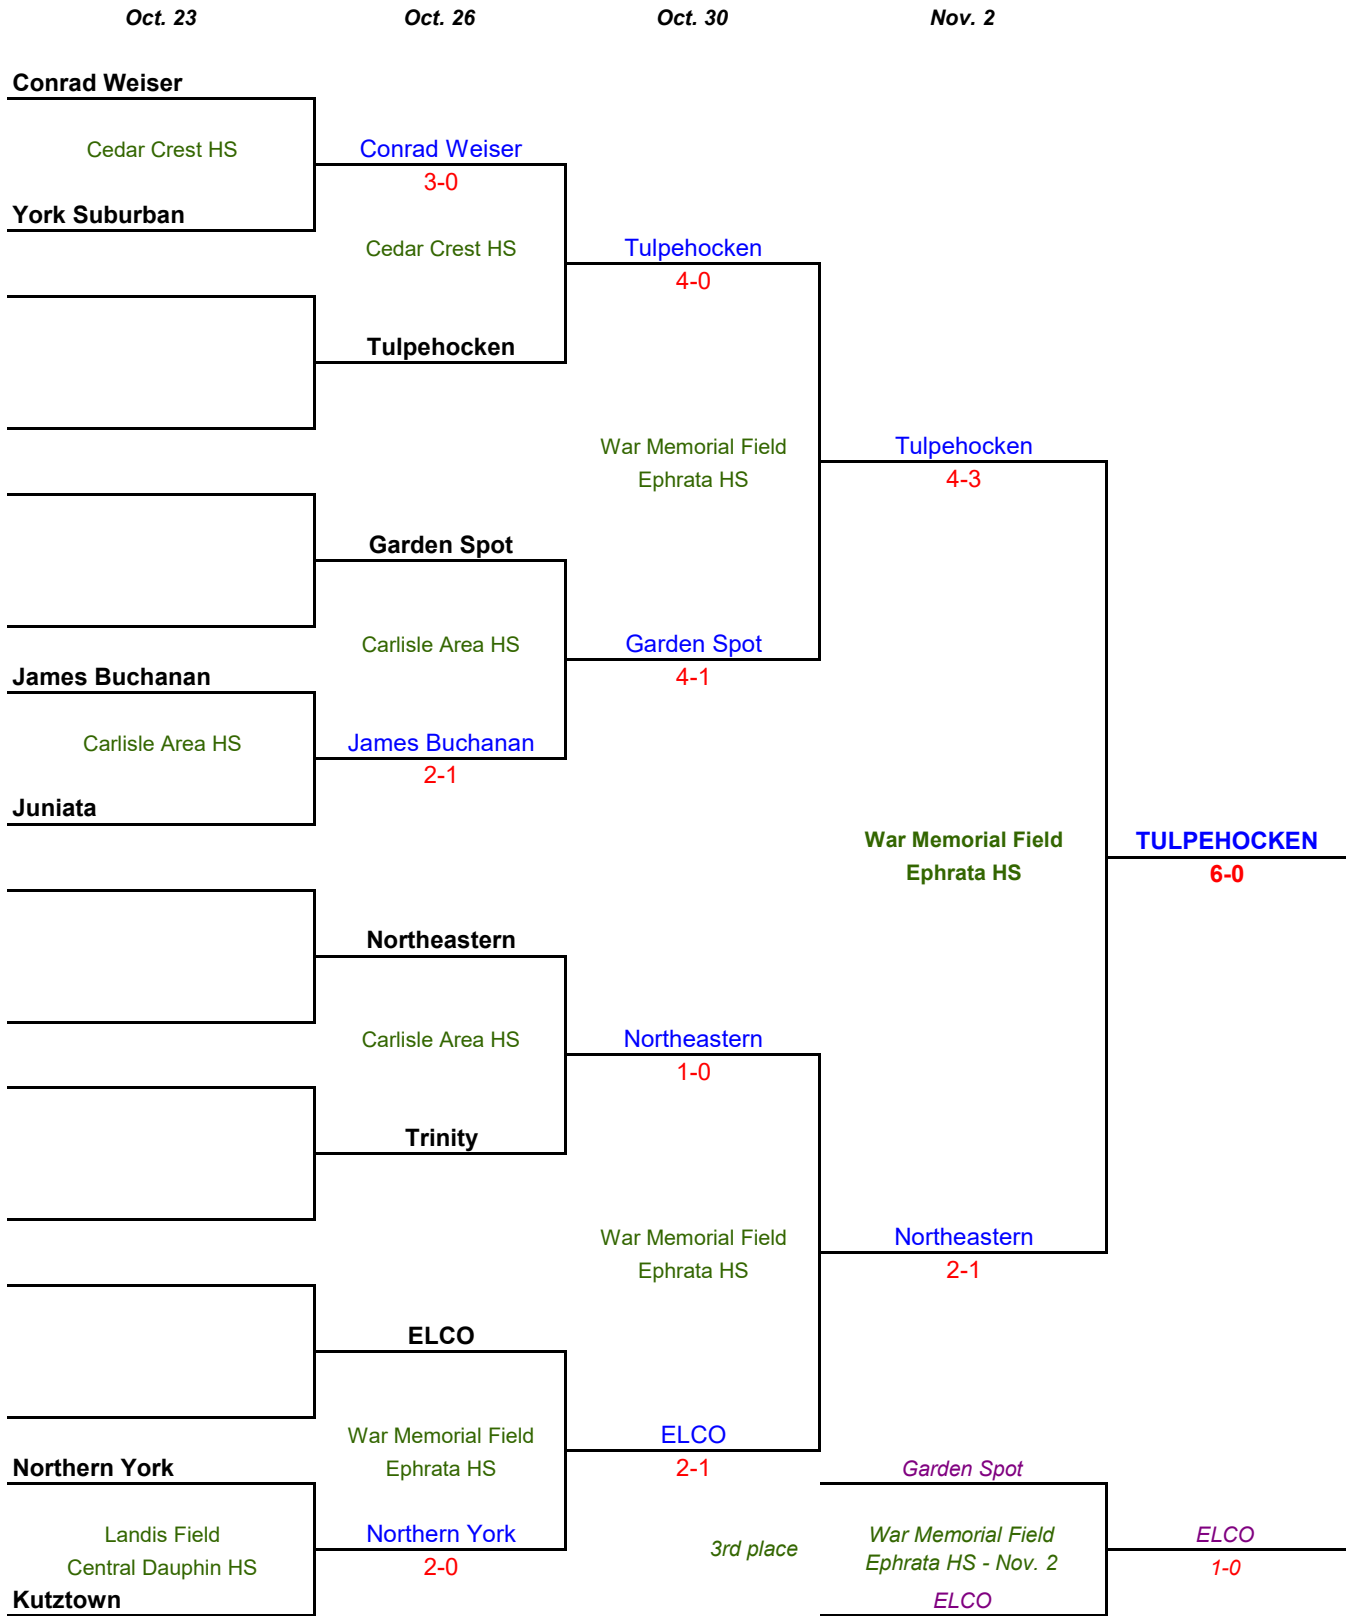 Oct. 23 Oct. 26 Oct. 30 Nov. 2
Conrad Weiser
Cedar Crest HS Conrad Weiser
3-0
York Suburban
Cedar Crest HS Tulpehocken
4-0
Tulpehocken
War Memorial Field Tulpehocken
Ephrata HS 4-3
Garden Spot
Carlisle Area HS Garden Spot
James Buchanan 4-1
Carlisle Area HS James Buchanan
2-1
Juniata
War Memorial Field TULPEHOCKEN
Ephrata HS 6-0
Northeastern
Carlisle Area HS Northeastern
1-0
Trinity
War Memorial Field Northeastern
Ephrata HS 2-1
ELCO
War Memorial Field ELCO
Northern York Ephrata HS 2-1 Garden Spot
Landis Field Northern York 3rd place War Memorial Field ELCO
Central Dauphin HS 2-0 Ephrata HS - Nov. 2 1-0
Kutztown ELCO